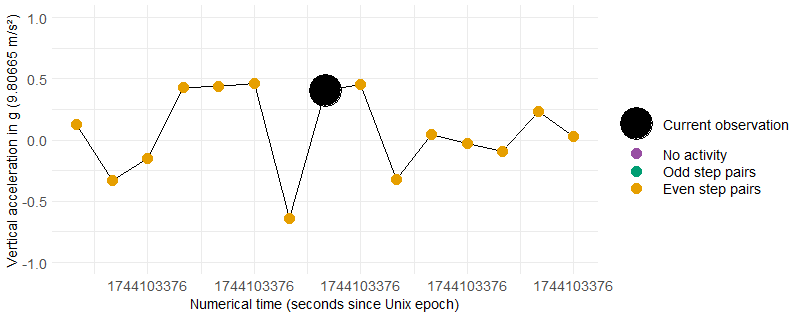 Vertical acceleration in g (9.80665 m/s²)
1.0
0.5
0.0
-0.5
-1.0
1744103376 1744103376 1744103376 1744103376 1744103376
Numerical time (seconds since Unix epoch)
Current observation
No activity
Odd step pairs
Even step pairs